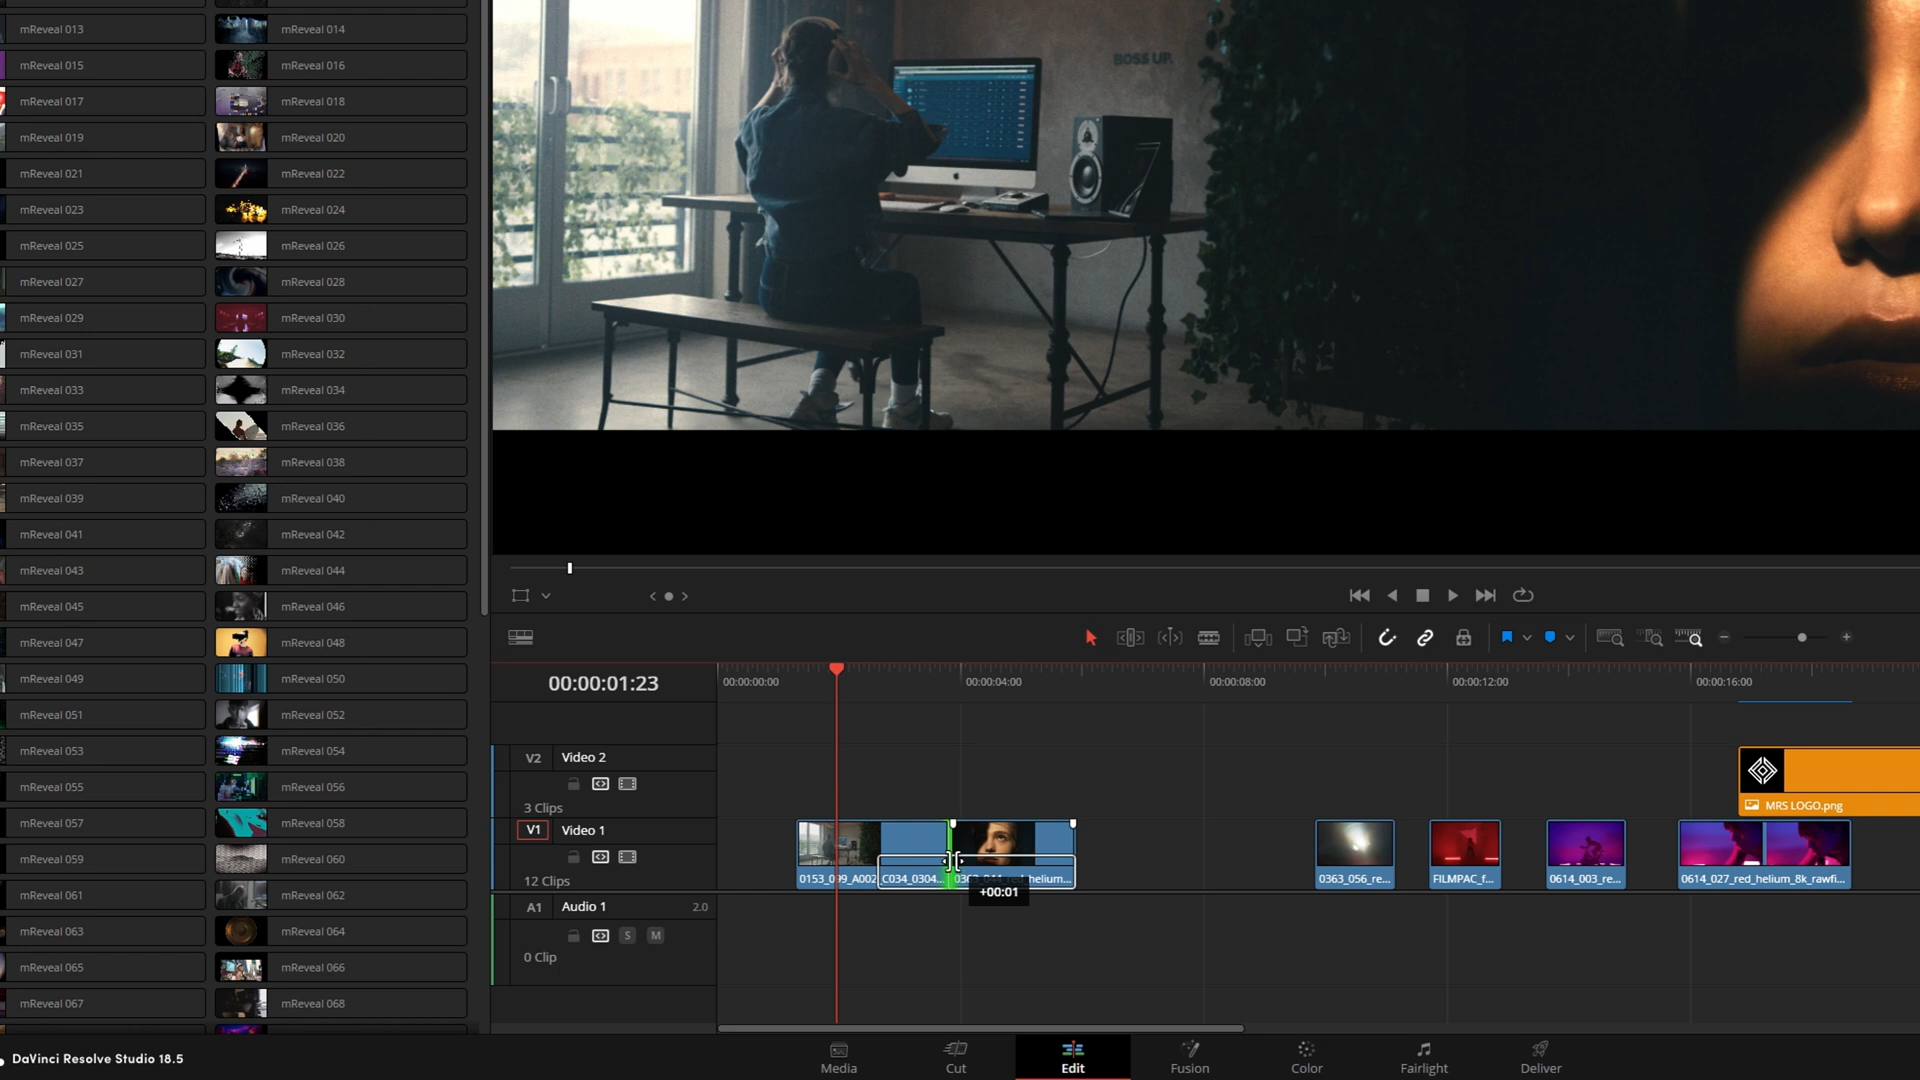 mReveal 013
mReveal 014
mReveal 015
mReveal 016
mReveal 017
mReveal 018
mReveal 019
mReveal 020
mReveal 021
mReveal 022
mReveal 023
mReveal 024
mReveal 025
mReveal 026
mReveal 027
mReveal 028
mReveal 029
mReveal 030
mReveal 031
mReveal 032
mReveal 033
mReveal 034
mReveal 035
mReveal 036
mReveal 037
mReveal 038
mReveal 039
mReveal 040
mReveal 041
mReveal 042
mReveal 043
mReveal 044
mReveal 045
mReveal 046
mReveal 047
mReveal 048
mReveal 049
mReveal 050
mReveal 051
mReveal 052
mReveal 053
mReveal 054
mReveal 055
mReveal 056
mReveal 057
mReveal 058
mReveal 059
mReveal 060
mReveal 061
mReveal 062
mReveal 063
mReveal 064
mReveal 065
mReveal 066
mReveal 067
mReveal 068
BOSS UP.
00:00:01:23
00:00:00:00
00:00:04:00
00:00:08:00
00:00:12:00
00:00:16:00
V2 Video 2
3 Clips
MRS LOGO.png
V1 Video 1
12 Clips
0153_099_A002
C034_0304...
0363_044_red_helium...
0363_056_re...
FILMPAC_f...
0614_003_re...
0614_027_red_helium_8k_rawfi...
+00:01
A1 Audio 1 2.0
S M
0 Clip
DaVinci Resolve Studio 18.5
Media
Cut
Edit
Fusion
Color
Fairlight
Deliver